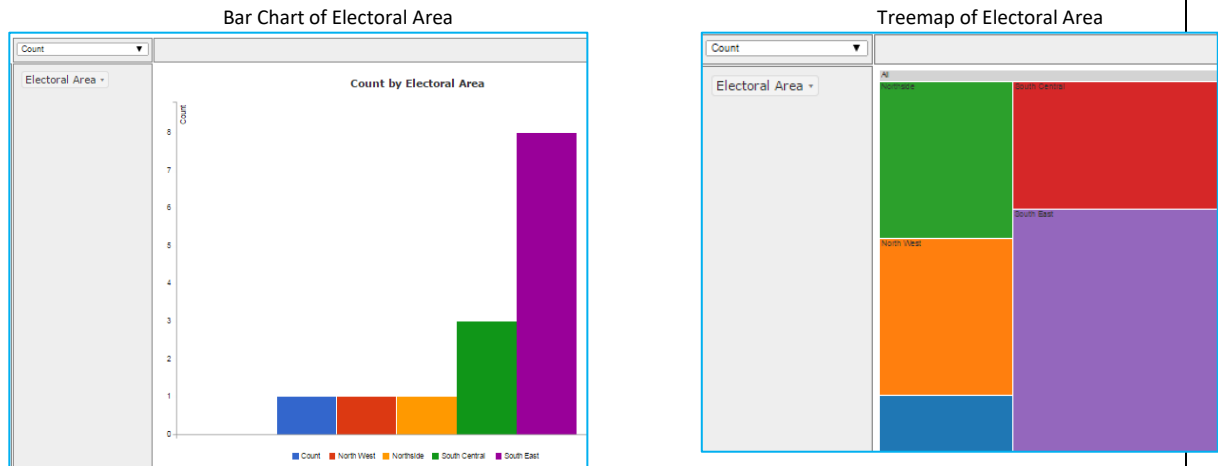 Bar Chart of Electoral Area
Count
Electoral Area
Count by Electoral Area
Count
8
7
6
5
4
3
2
1
0
Count North West Northside South Central South East
Treemap of Electoral Area
Count
Electoral Area
All
Northside
South Central
South East
North West